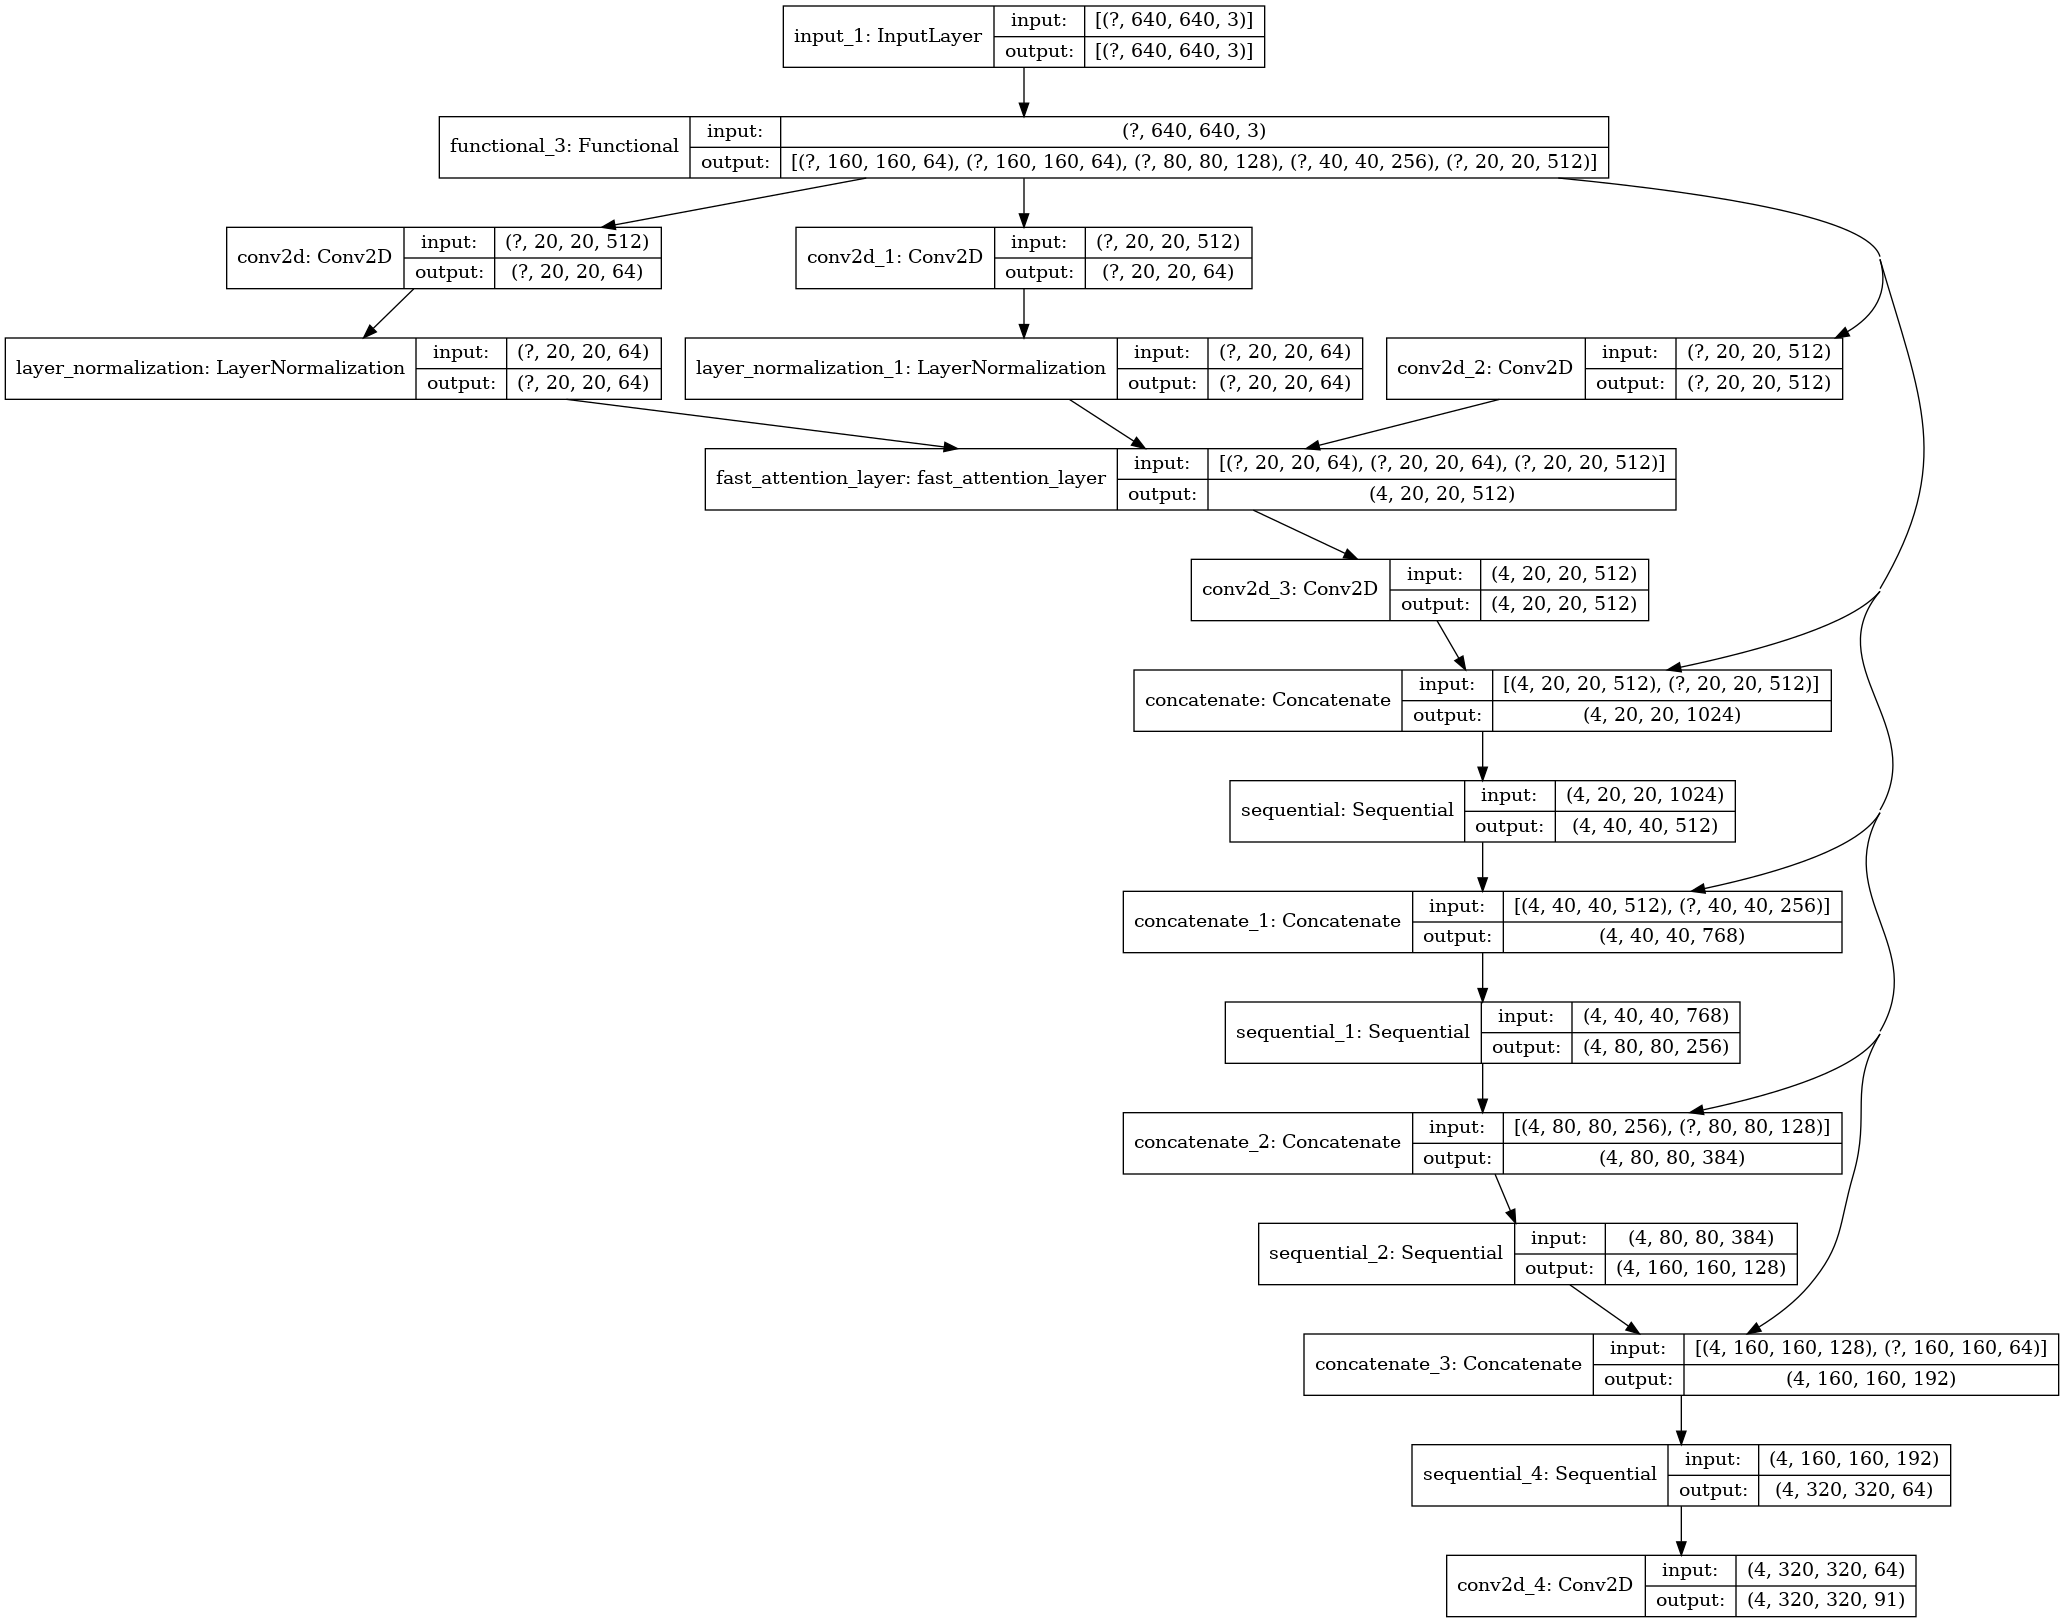 input_1: InputLayer
input:
[(?, 640, 640, 3)]
output:
[(?, 640, 640, 3)]
functional_3: Functional
input:
(?, 640, 640, 3)
output:
[(?, 160, 160, 64), (?, 160, 160, 64), (?, 80, 80, 128), (?, 40, 40, 256), (?, 20, 20, 512)]
conv2d: Conv2D
input:
(?, 20, 20, 512)
output:
(?, 20, 20, 64)
conv2d_1: Conv2D
input:
(?, 20, 20, 512)
output:
(?, 20, 20, 64)
layer_normalization: LayerNormalization
input:
(?, 20, 20, 64)
output:
(?, 20, 20, 64)
layer_normalization_1: LayerNormalization
input:
(?, 20, 20, 64)
output:
(?, 20, 20, 64)
conv2d_2: Conv2D
input:
(?, 20, 20, 512)
output:
(?, 20, 20, 512)
fast_attention_layer: fast_attention_layer
input:
[(?, 20, 20, 64), (?, 20, 20, 64), (?, 20, 20, 512)]
output:
(4, 20, 20, 512)
conv2d_3: Conv2D
input:
(4, 20, 20, 512)
output:
(4, 20, 20, 512)
concatenate: Concatenate
input:
[(4, 20, 20, 512), (?, 20, 20, 512)]
output:
(4, 20, 20, 1024)
sequential: Sequential
input:
(4, 20, 20, 1024)
output:
(4, 40, 40, 512)
concatenate_1: Concatenate
input:
[(4, 40, 40, 512), (?, 40, 40, 256)]
output:
(4, 40, 40, 768)
sequential_1: Sequential
input:
(4, 40, 40, 768)
output:
(4, 80, 80, 256)
concatenate_2: Concatenate
input:
[(4, 80, 80, 256), (?, 80, 80, 128)]
output:
(4, 80, 80, 384)
sequential_2: Sequential
input:
(4, 80, 80, 384)
output:
(4, 160, 160, 128)
concatenate_3: Concatenate
input:
[(4, 160, 160, 128), (?, 160, 160, 64)]
output:
(4, 160, 160, 192)
sequential_4: Sequential
input:
(4, 160, 160, 192)
output:
(4, 320, 320, 64)
conv2d_4: Conv2D
input:
(4, 320, 320, 64)
output:
(4, 320, 320, 91)